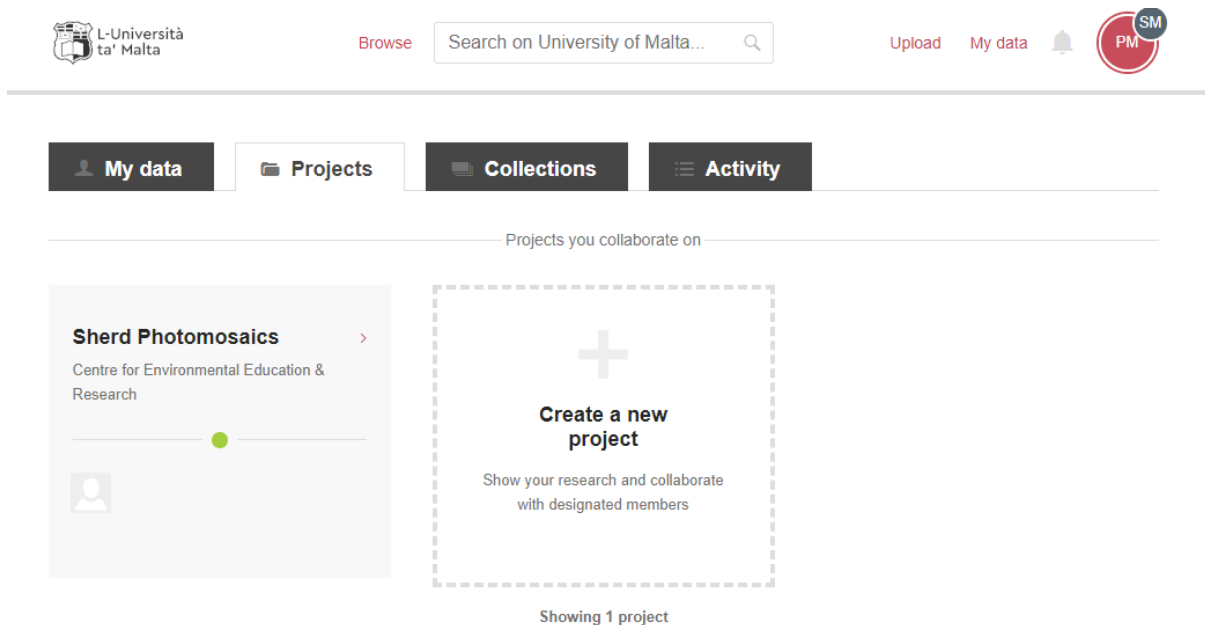 L-Università
ta' Malta
Browse
Search on University of Malta...
Upload
My data
PM
SM
My data
Projects
Collections
Activity
Projects you collaborate on
Sherd Photomosaics
Centre for Environmental Education &
Research
Create a new
project
Show your research and collaborate
with designated members
Showing 1 project